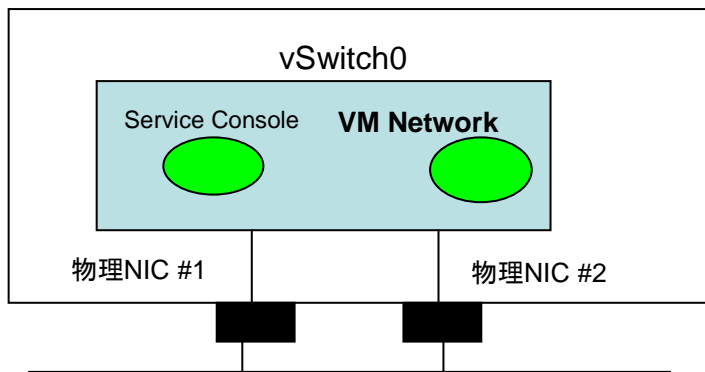 vSwitch0
Service Console
VM Network
物理NIC #1
物理NIC #2